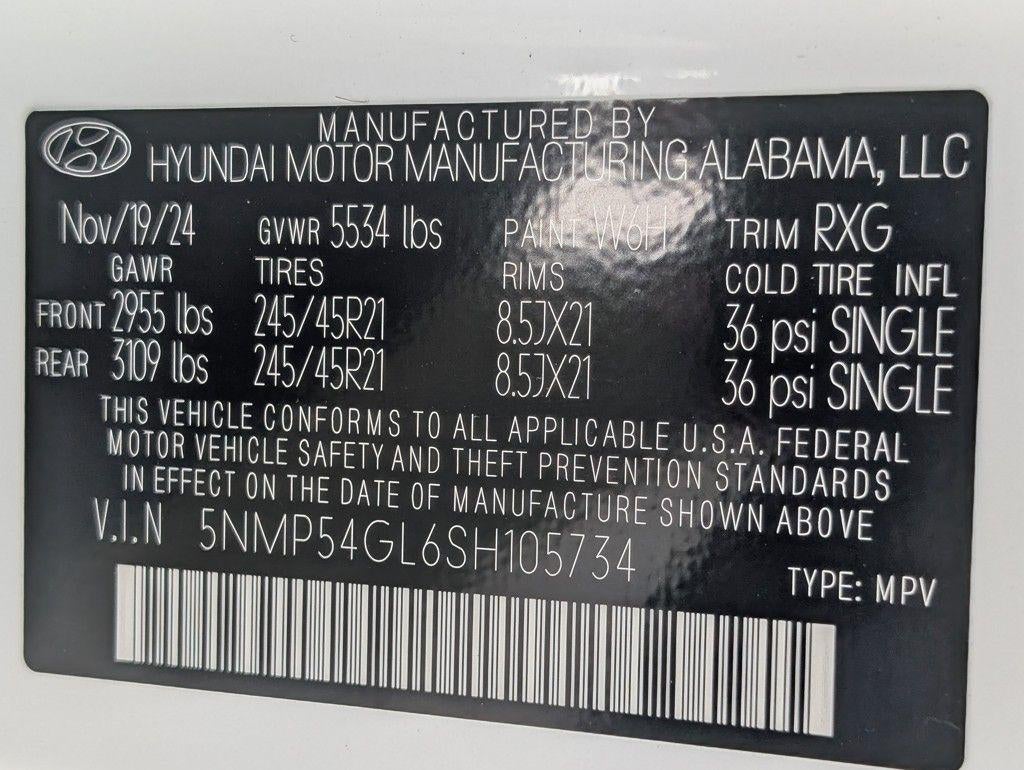 MANUFACTURED BY
HYUNDAI MOTOR MANUFACTURING ALABAMA, LLC
Nov/19/24 GVWR 5534 lbs PAINT W6H TRIM RXG
GAWR TIRES RIMS COLD TIRE INFL
FRONT 2955 lbs 245/45R21 8.5JX21 36 psi SINGLE
REAR 3109 lbs 245/45R21 8.5JX21 36 psi SINGLE
THIS VEHICLE CONFORMS TO ALL APPLICABLE U.S.A. FEDERAL
MOTOR VEHICLE SAFETY AND THEFT PREVENTION STANDARDS
IN EFFECT ON THE DATE OF MANUFACTURE SHOWN ABOVE
V.I.N 5NMP54GL6SH105734
TYPE: MPV